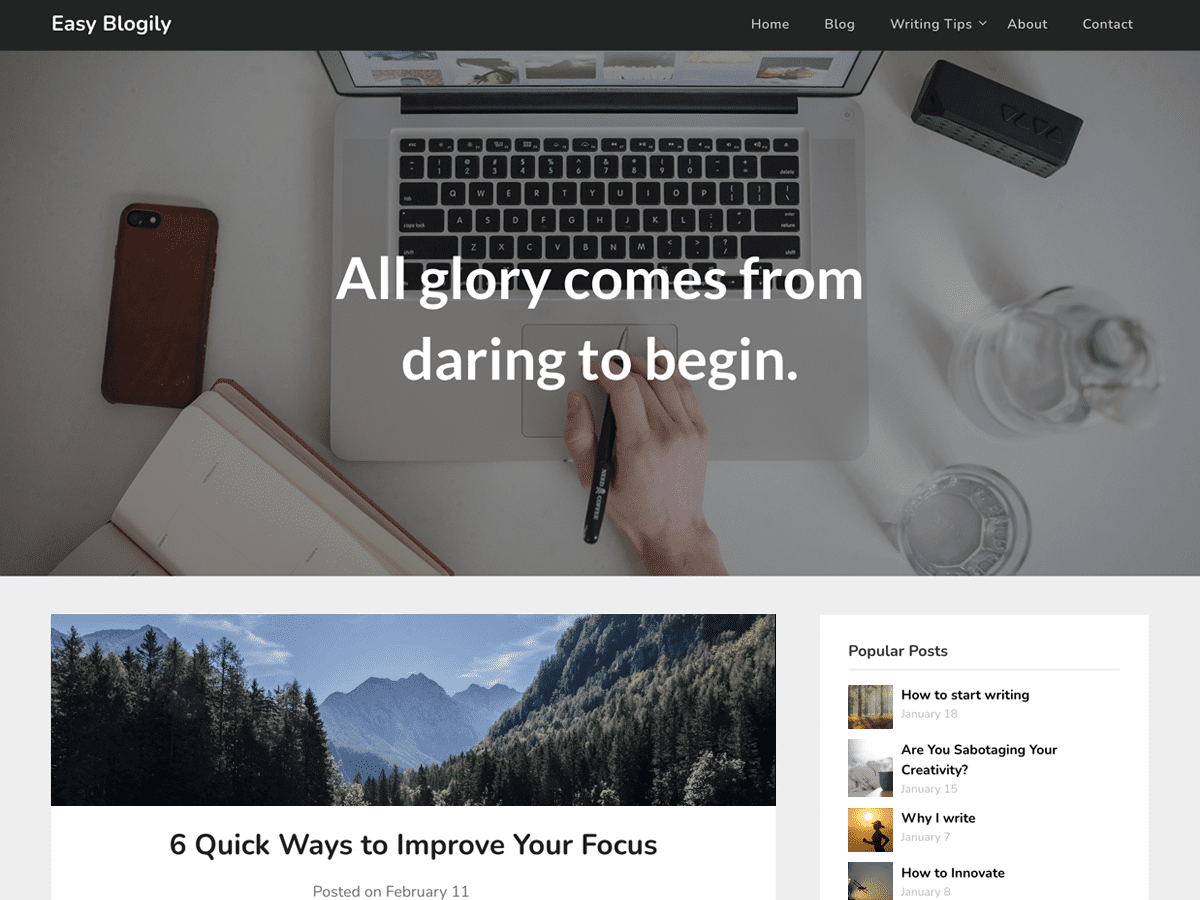 Easy Blogily
Home Blog Writing Tips About Contact
All glory comes from
daring to begin.
NEED COFFEE
6 Quick Ways to Improve Your Focus
Posted on February 11
Popular Posts
How to start writing
January 18
Are You Sabotaging Your
Creativity?
January 15
Why I write
January 7
How to Innovate
January 8